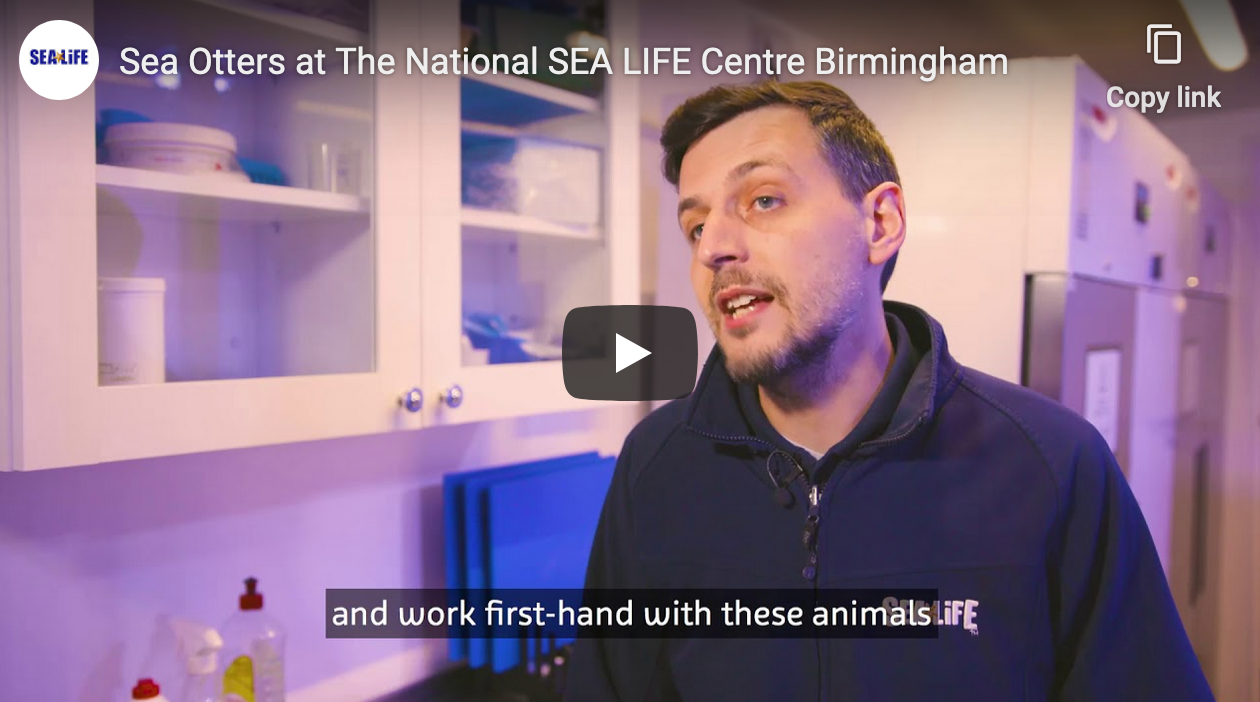 SEA LiFE
Sea Otters at The National SEA LIFE Centre Birmingham
Copy link
and work first-hand with these animals
SEA LiFE